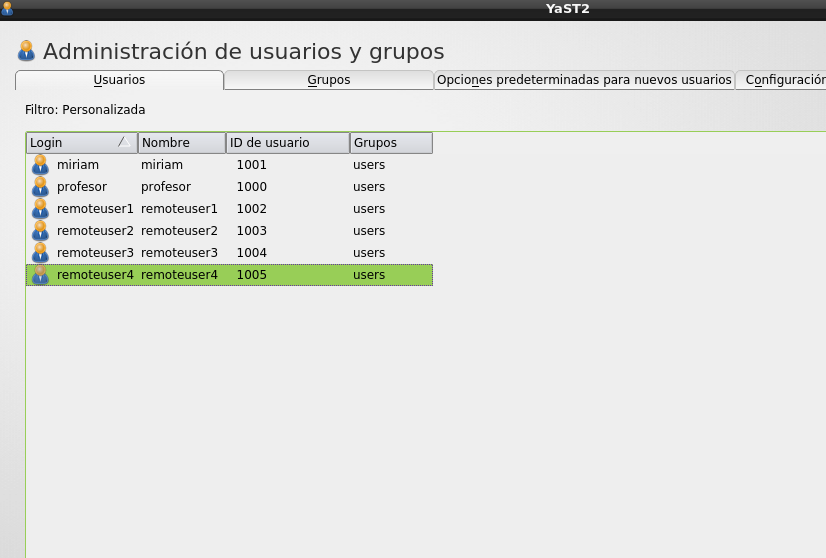 YaST2
Administración de usuarios y grupos
Usuarios Grupos Opciones predeterminadas para nuevos usuarios Configuración
Filtro: Personalizada
Login Nombre ID de usuario Grupos
miriam miriam 1001 users
profesor profesor 1000 users
remoteuser1 remoteuser1 1002 users
remoteuser2 remoteuser2 1003 users
remoteuser3 remoteuser3 1004 users
remoteuser4 remoteuser4 1005 users